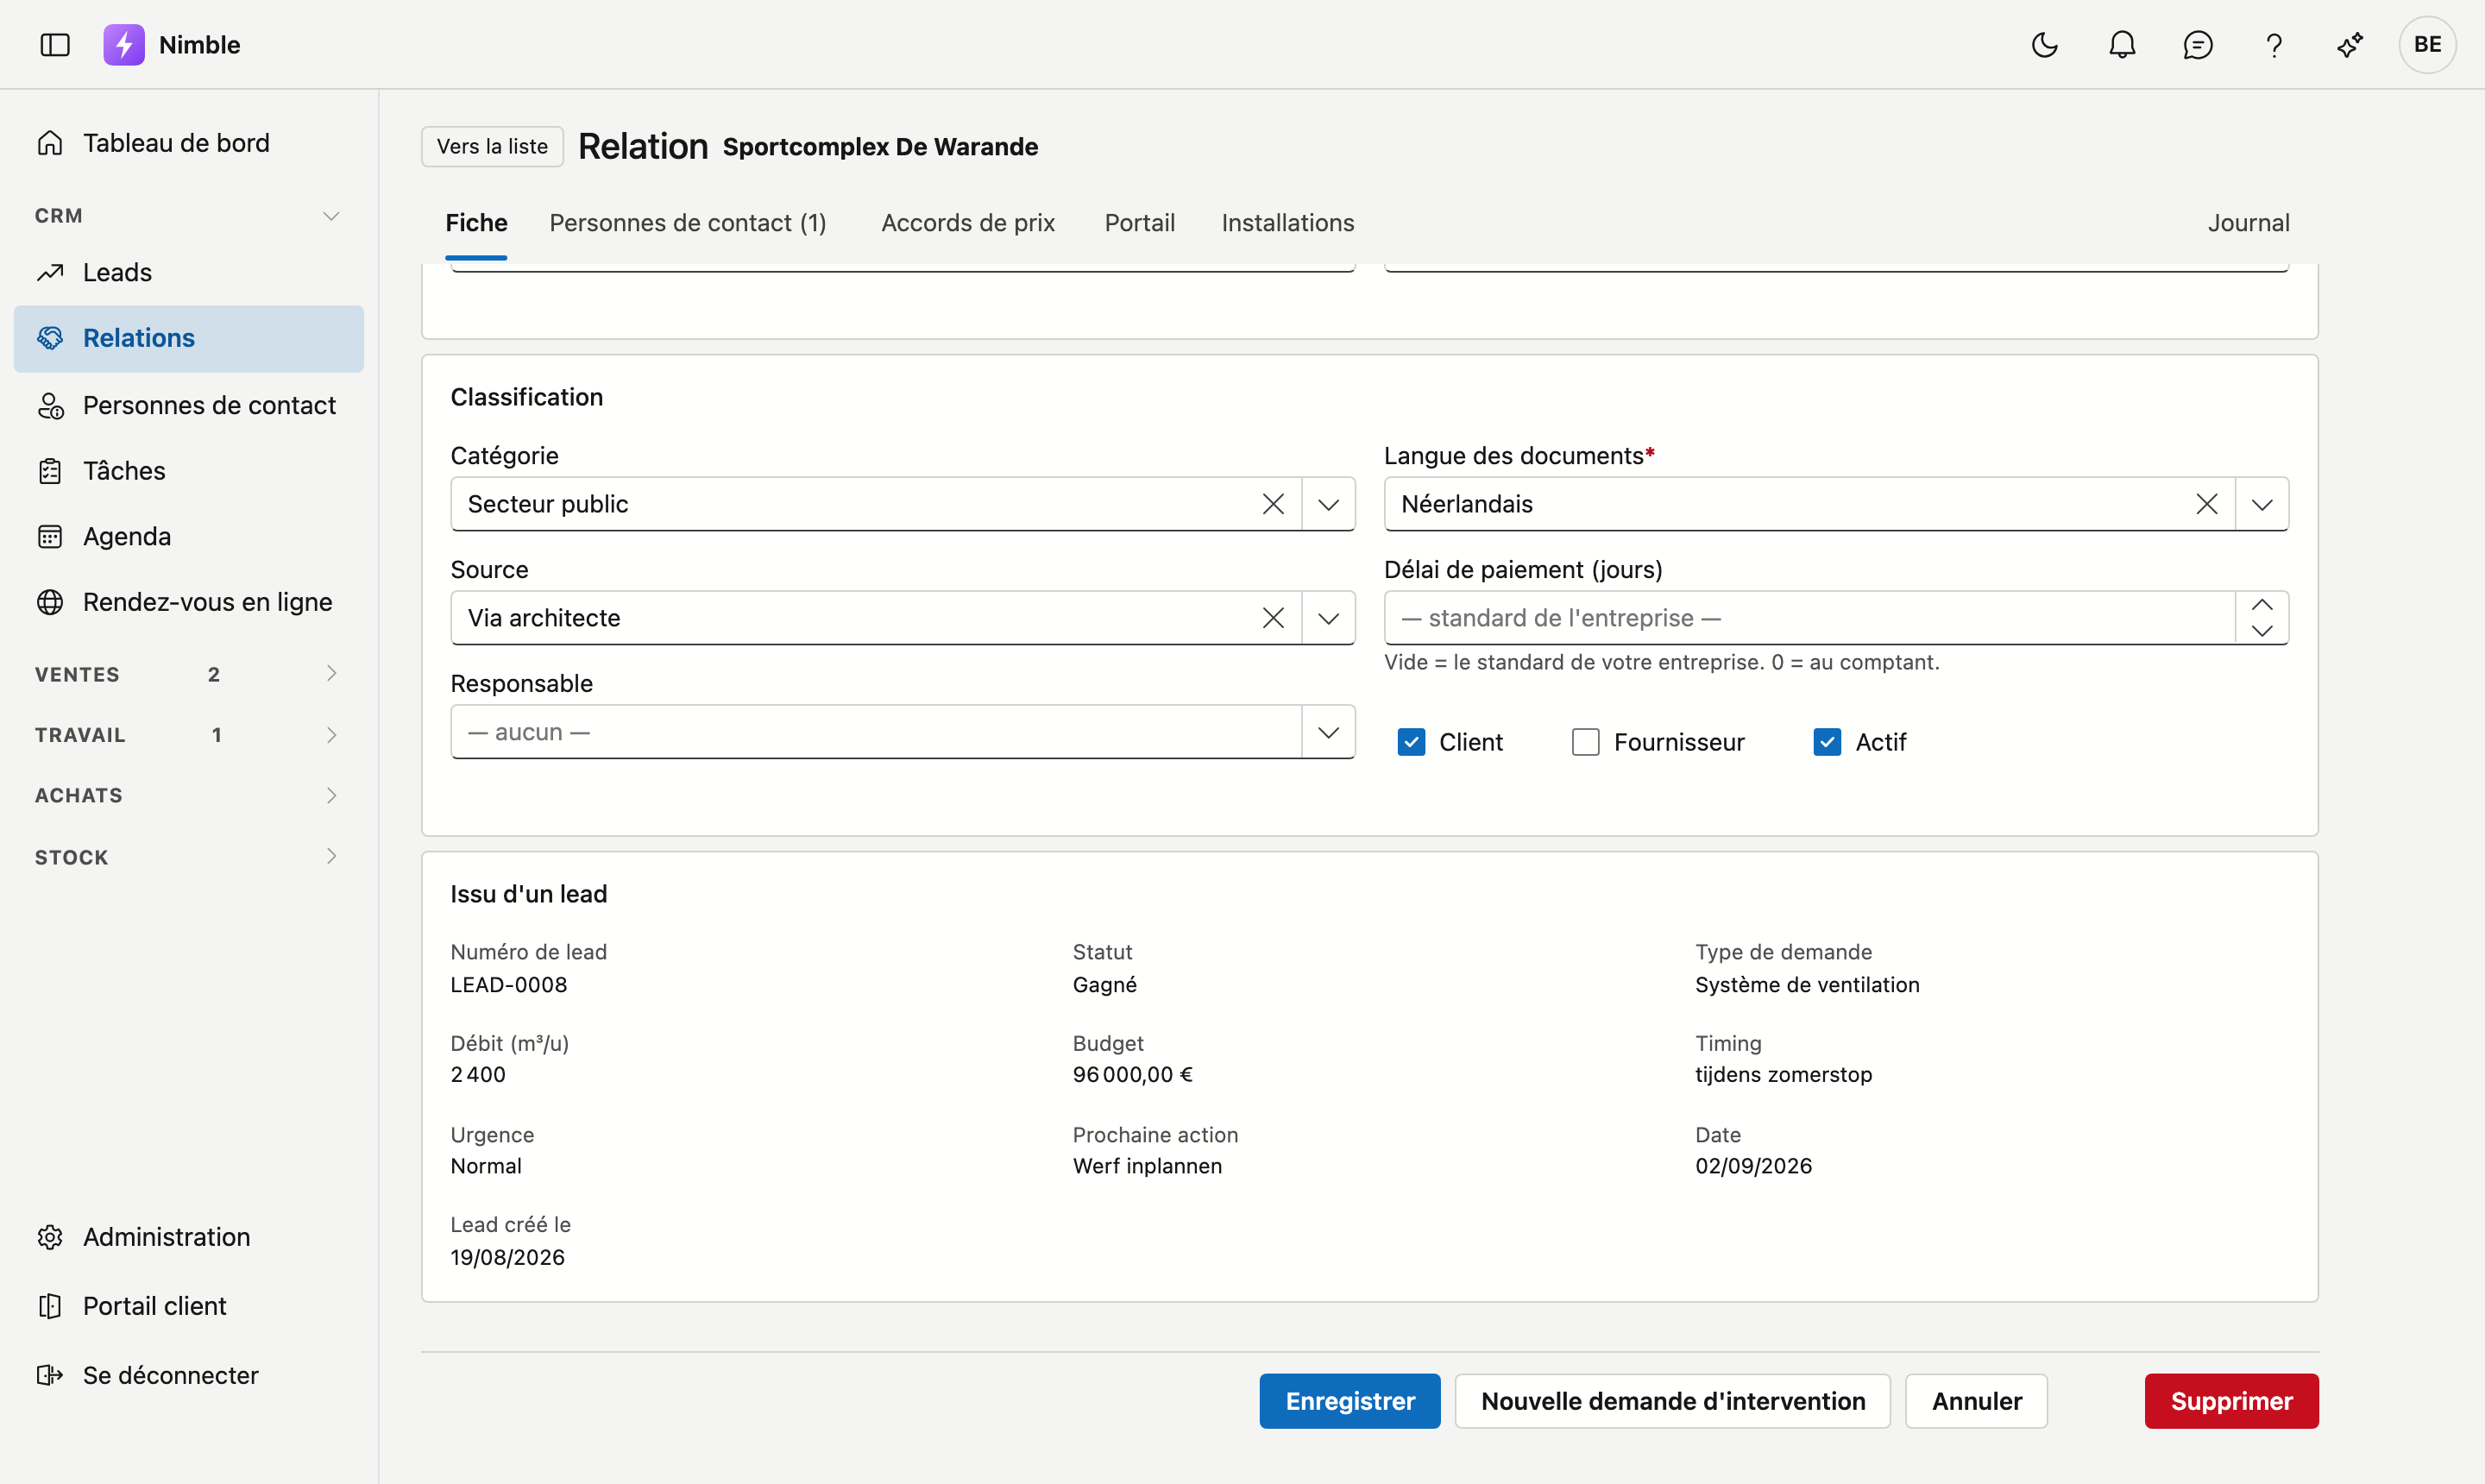 Nimble
BE
Tableau de bord
CRM
Leads
Relations
Personnes de contact
Tâches
Agenda
Rendez-vous en ligne
VENTES 2
TRAVAIL 1
ACHATS
STOCK
Administration
Portail client
Se déconnecter
Vers la liste Relation Sportcomplex De Warande
Fiche Personnes de contact (1) Accords de prix Portail Installations Journal
Classification
Catégorie
Secteur public
Langue des documents*
Néerlandais
Source
Via architecte
Délai de paiement (jours)
— standard de l'entreprise —
Vide = le standard de votre entreprise. 0 = au comptant.
Responsable
— aucun —
Client Fournisseur Actif
Issu d'un lead
Numéro de lead
LEAD-0008
Statut
Gagné
Type de demande
Système de ventilation
Débit (m³/u)
2 400
Budget
96 000,00 €
Timing
tijdens zomerstop
Urgence
Normal
Prochaine action
Werf inplannen
Date
02/09/2026
Lead créé le
19/08/2026
Enregistrer Nouvelle demande d'intervention Annuler Supprimer